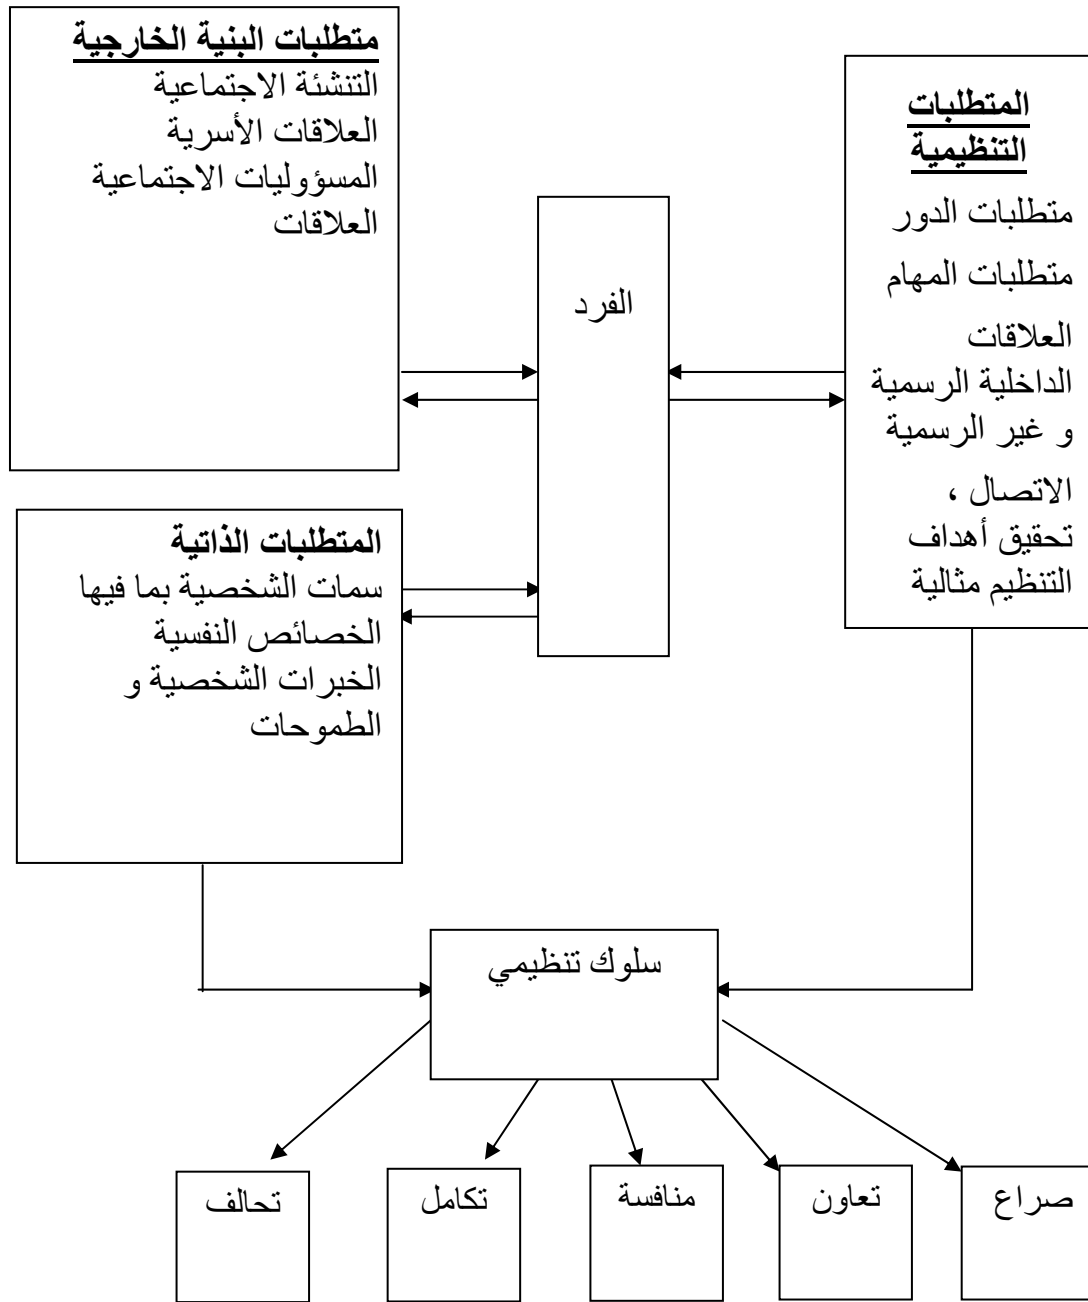 متطلبات البنية الخارجية
التنشئة الاجتماعية
العلاقات الأسرية
المسؤوليات الاجتماعية
العلاقات
المتطلبات
التنظيمية
متطلبات الدور
متطلبات المهام
العلاقات
الداخلية الرسمية
و غير الرسمية
الاتصال ،
تحقيق أهداف
التنظيم مثالية
الفرد
المتطلبات الذاتية
سمات الشخصية بما فيها
الخصائص النفسية
الخبرات الشخصية و
الطموحات
سلوك تنظيمي
صراع
تعاون
منافسة
تكامل
تحالف